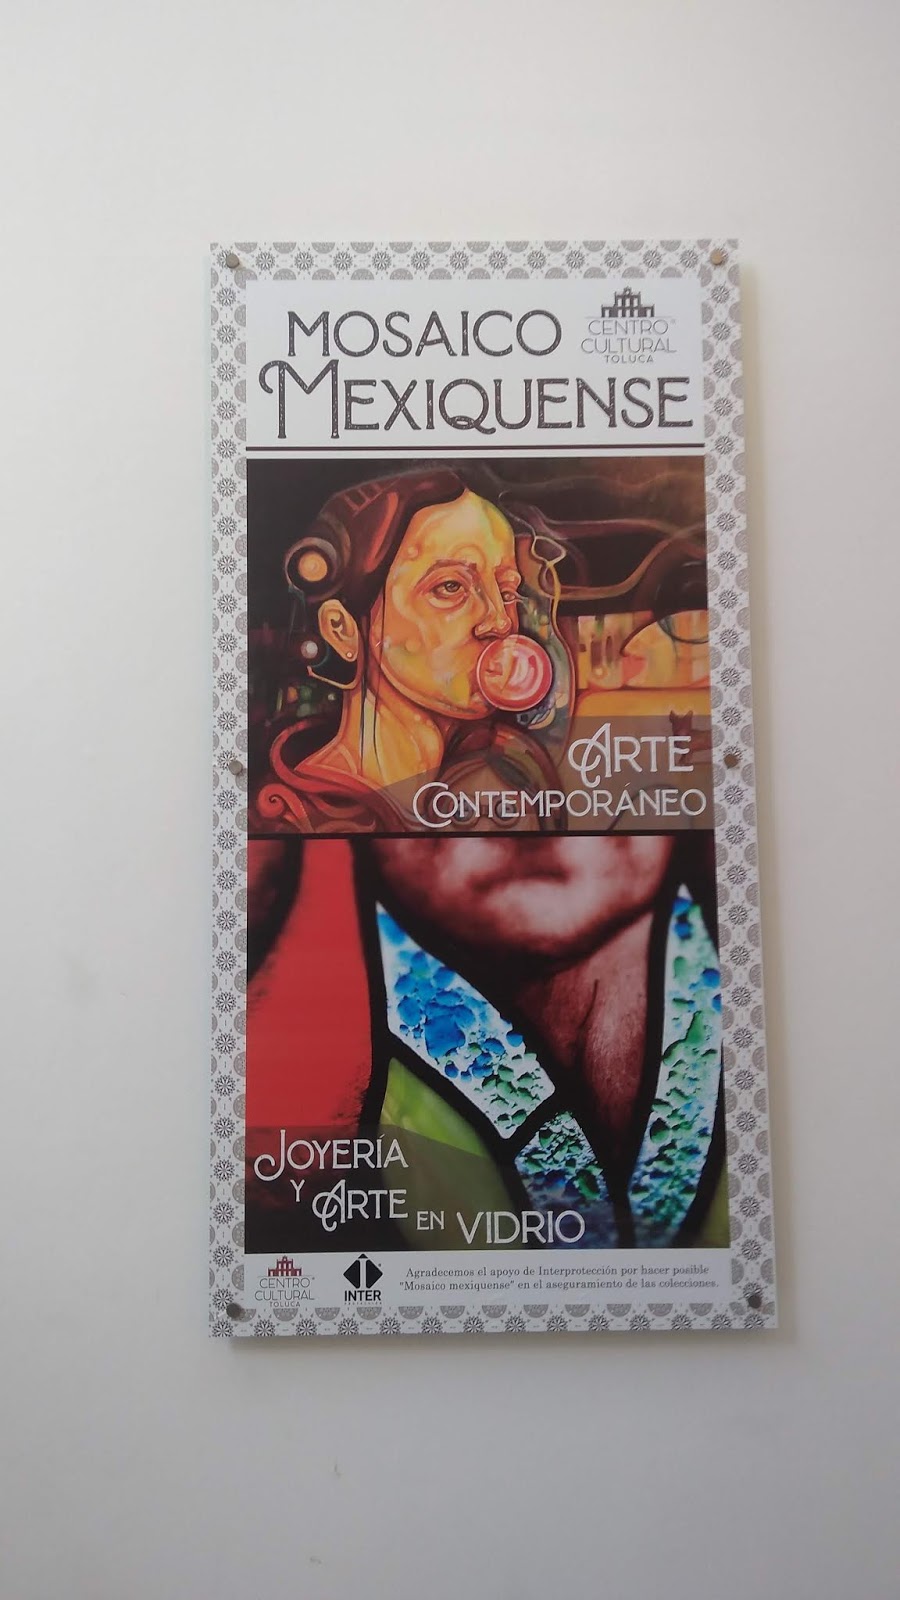 MOSAICO
MEXIQUENSE
CENTRO
CULTURAL
TOLUCA
ARTE
CONTEMPORÁNEO
JOYERÍA
Y ARTE
EN VIDRIO
CENTRO
CULTURAL
TOLUCA
INTER
Agradecemos el apoyo de Interprotección por hacer posible
"Mosaico mexiquense" en el aseguramiento de las colecciones.